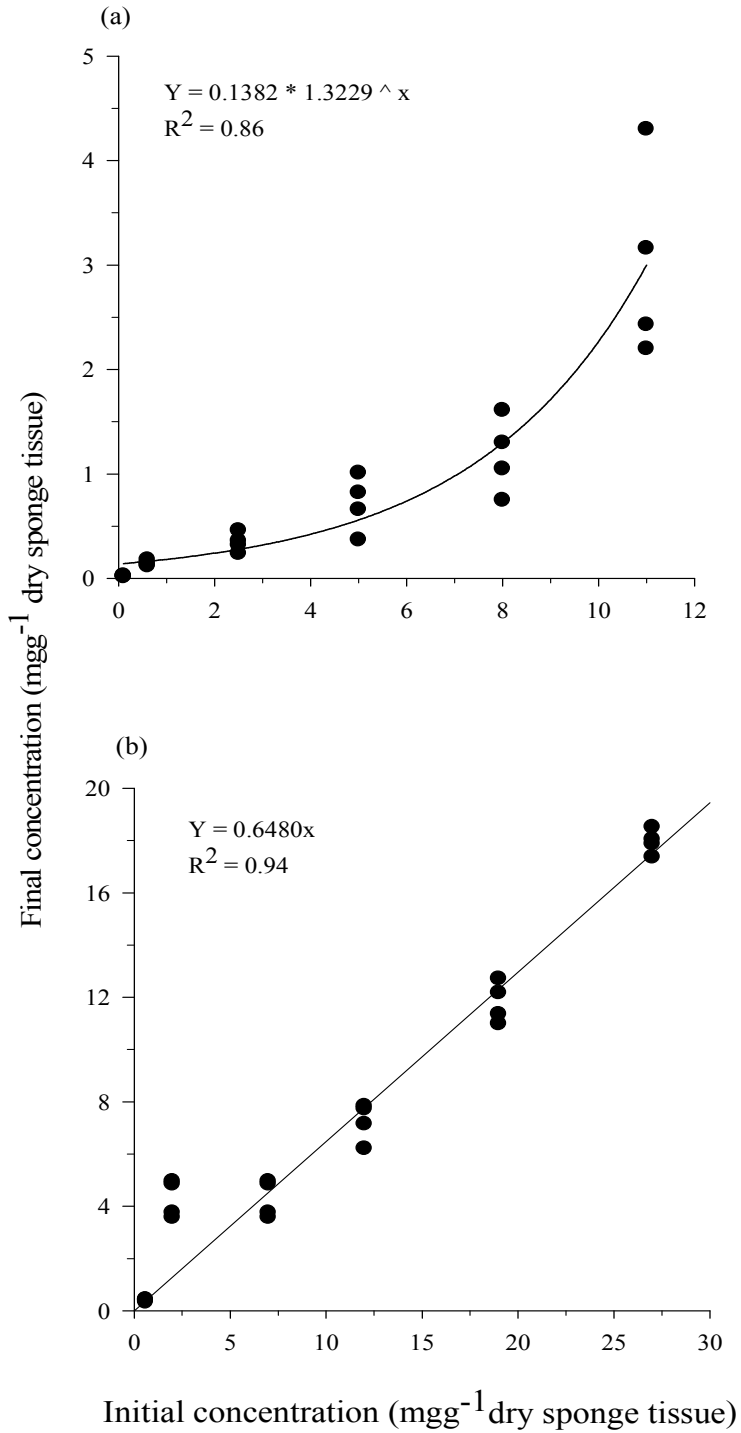 (a)
Y = 0.1382 * 1.3229 ^ x
R2 = 0.86
5
4
3
2
1
0
0 2 4 6 8 10 12
Final concentration (mgg-1 dry sponge tissue)
(b)
Y = 0.6480x
R2 = 0.94
20
16
12
8
4
0
0 5 10 15 20 25 30
Initial concentration (mgg-1 dry sponge tissue)